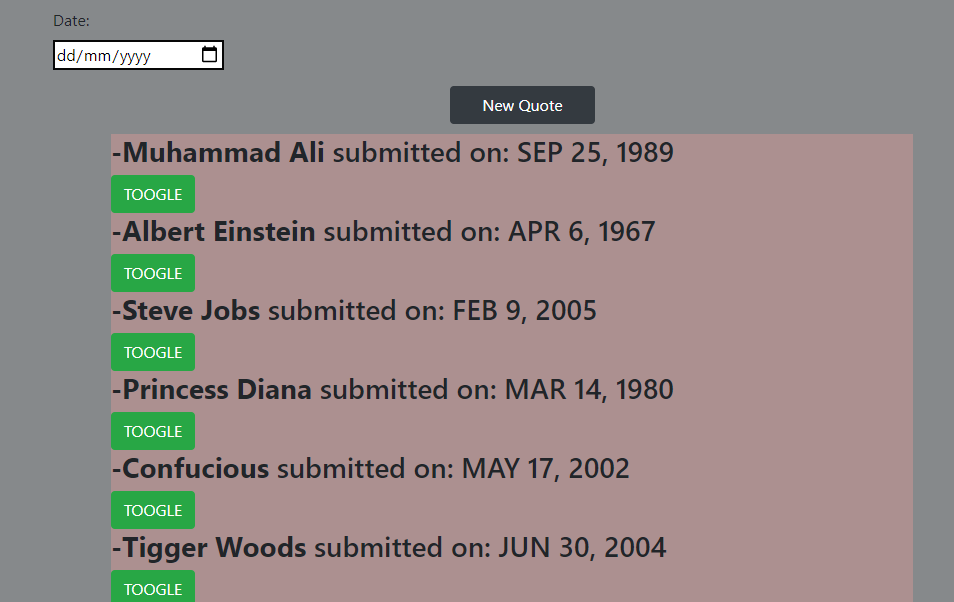 Date:
dd/mm/yyyy
New Quote
-Muhammad Ali submitted on: SEP 25, 1989
TOOGLE
-Albert Einstein submitted on: APR 6, 1967
TOOGLE
-Steve Jobs submitted on: FEB 9, 2005
TOOGLE
-Princess Diana submitted on: MAR 14, 1980
TOOGLE
-Confucious submitted on: MAY 17, 2002
TOOGLE
-Tigger Woods submitted on: JUN 30, 2004
TOOGLE